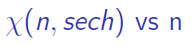 χ(n, sech) vs n